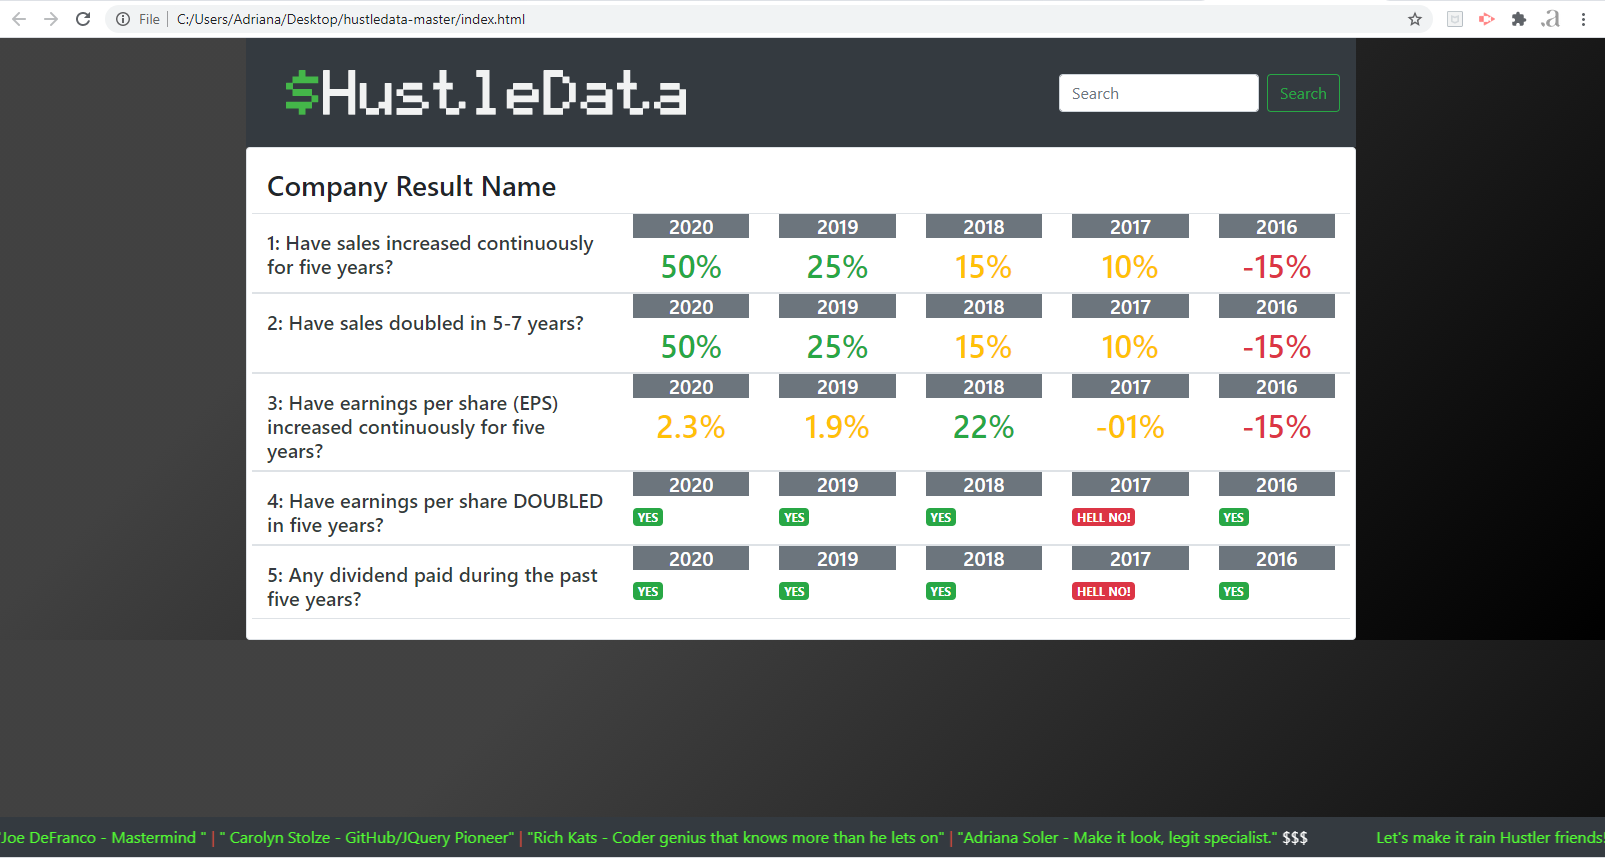 File | C:/Users/Adriana/Desktop/hustledata-master/index.html
$HustleData
Search Search
Company Result Name
1: Have sales increased continuously
for five years?
2020 2019 2018 2017 2016
50% 25% 15% 10% -15%
2: Have sales doubled in 5-7 years?
2020 2019 2018 2017 2016
50% 25% 15% 10% -15%
3: Have earnings per share (EPS)
increased continuously for five
years?
2020 2019 2018 2017 2016
2.3% 1.9% 22% -01% -15%
4: Have earnings per share DOUBLED
in five years?
2020 2019 2018 2017 2016
YES YES YES HELL NO! YES
5: Any dividend paid during the past
five years?
2020 2019 2018 2017 2016
YES YES YES HELL NO! YES
"Joe DeFranco - Mastermind " | " Carolyn Stolze - GitHub/JQuery Pioneer" | "Rich Kats - Coder genius that knows more than he lets on" | "Adriana Soler - Make it look, legit specialist." $$$ Let's make it rain Hustler friends!